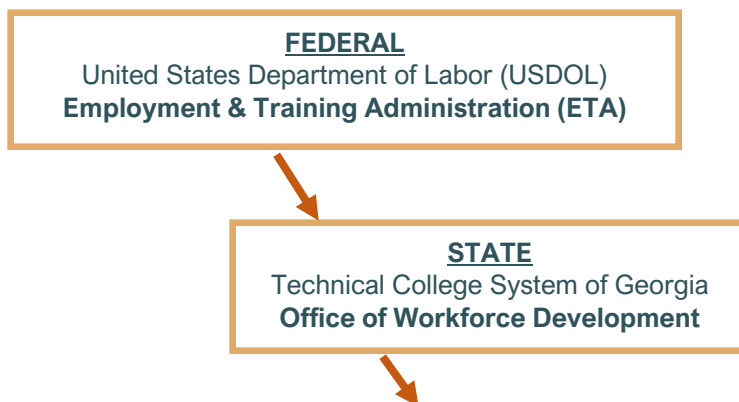 FEDERAL
United States Department of Labor (USDOL)
Employment & Training Administration (ETA)
STATE
Technical College System of Georgia
Office of Workforce Development